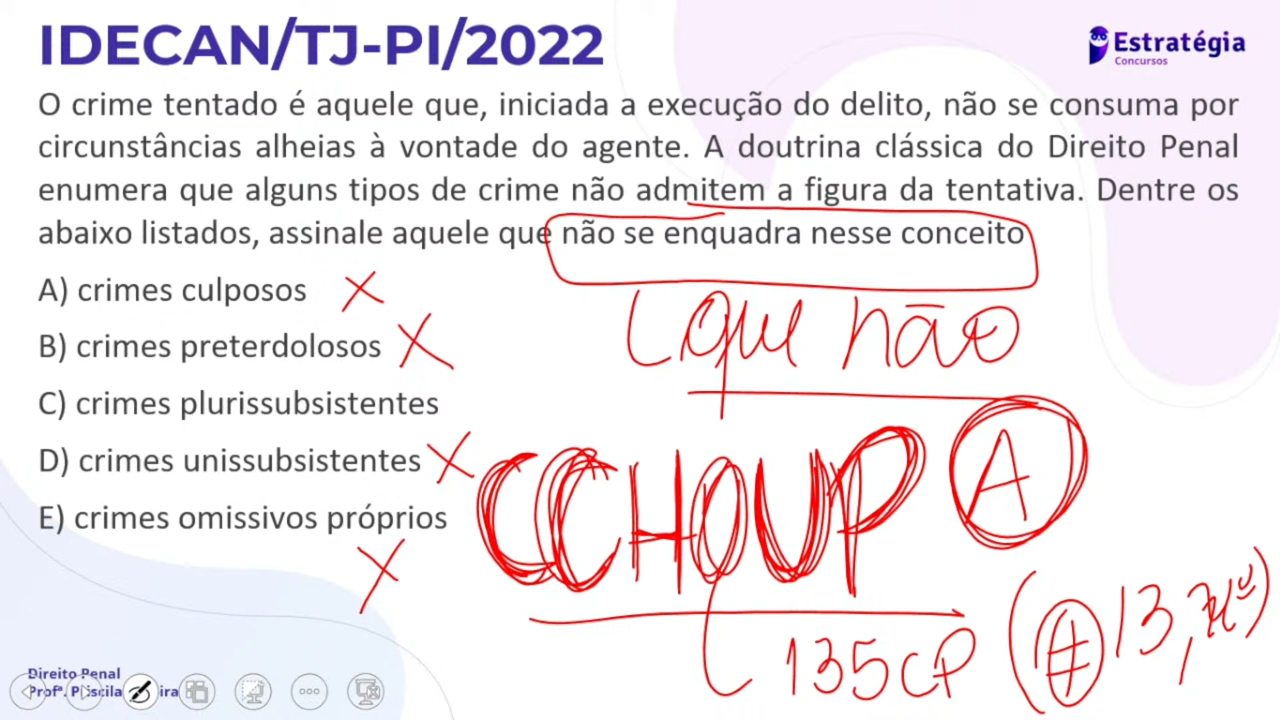 IDECAN/TJ-PI/2022
Estratégia
Concursos
O crime tentado é aquele que, iniciada a execução do delito, não se consuma por
circunstâncias alheias à vontade do agente. A doutrina clássica do Direito Penal
enumera que alguns tipos de crime não admitem a figura da tentativa. Dentre os
abaixo listados, assinale aquele que não se enquadra nesse conceito
A) crimes culposos
que não
B) crimes preterdolosos
C) crimes plurissubsistentes
D) crimes unissubsistentes
CCHOUP A
E) crimes omissivos próprios
135 CP (≠ 13,
Direito Penal
Profª.